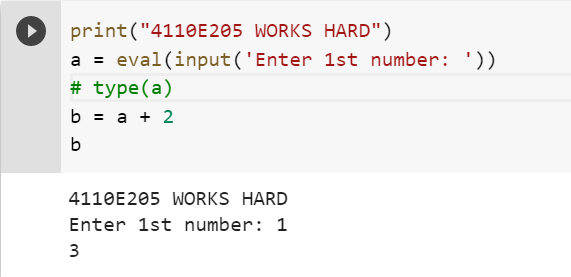 print("4110E205 WORKS HARD")
a = eval(input('Enter 1st number: '))
# type(a)
b = a + 2
b
4110E205 WORKS HARD
Enter 1st number: 1
3